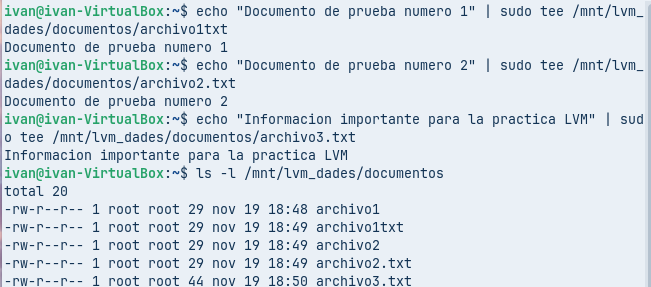 ivan@ivan-VirtualBox:~$ echo "Documento de prueba numero 1" | sudo tee /mnt/lvm_
dades/documentos/archivo1txt
Documento de prueba numero 1
ivan@ivan-VirtualBox:~$ echo "Documento de prueba numero 2" | sudo tee /mnt/lvm_
dades/documentos/archivo2.txt
Documento de prueba numero 2
ivan@ivan-VirtualBox:~$ echo "Informacion importante para la practica LVM" | sud
o tee /mnt/lvm_dades/documentos/archivo3.txt
Informacion importante para la practica LVM
ivan@ivan-VirtualBox:~$ ls -l /mnt/lvm_dades/documentos
total 20
-rw-r--r-- 1 root root 29 nov 19 18:48 archivo1
-rw-r--r-- 1 root root 29 nov 19 18:49 archivo1txt
-rw-r--r-- 1 root root 29 nov 19 18:49 archivo2
-rw-r--r-- 1 root root 29 nov 19 18:49 archivo2.txt
-rw-r--r-- 1 root root 44 nov 19 18:50 archivo3.txt